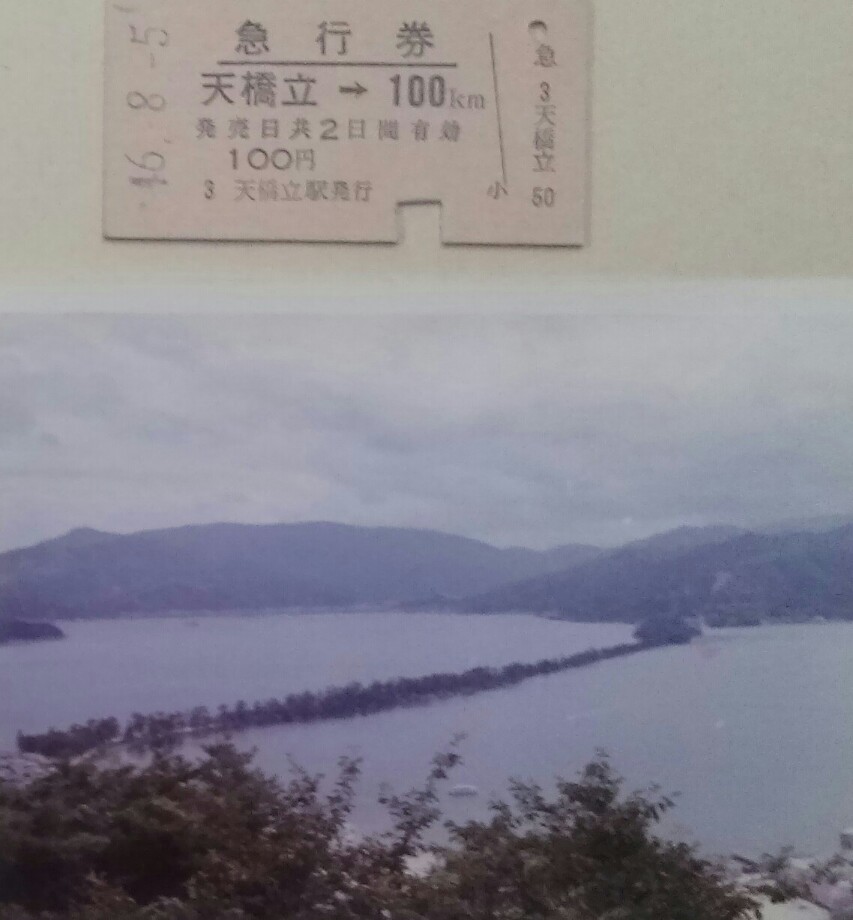 46. 8 -5
急行券
天橋立 → 100km
発売日共2日間有効
100円
3 天橋立駅発行
小
急
3
天橋立
50